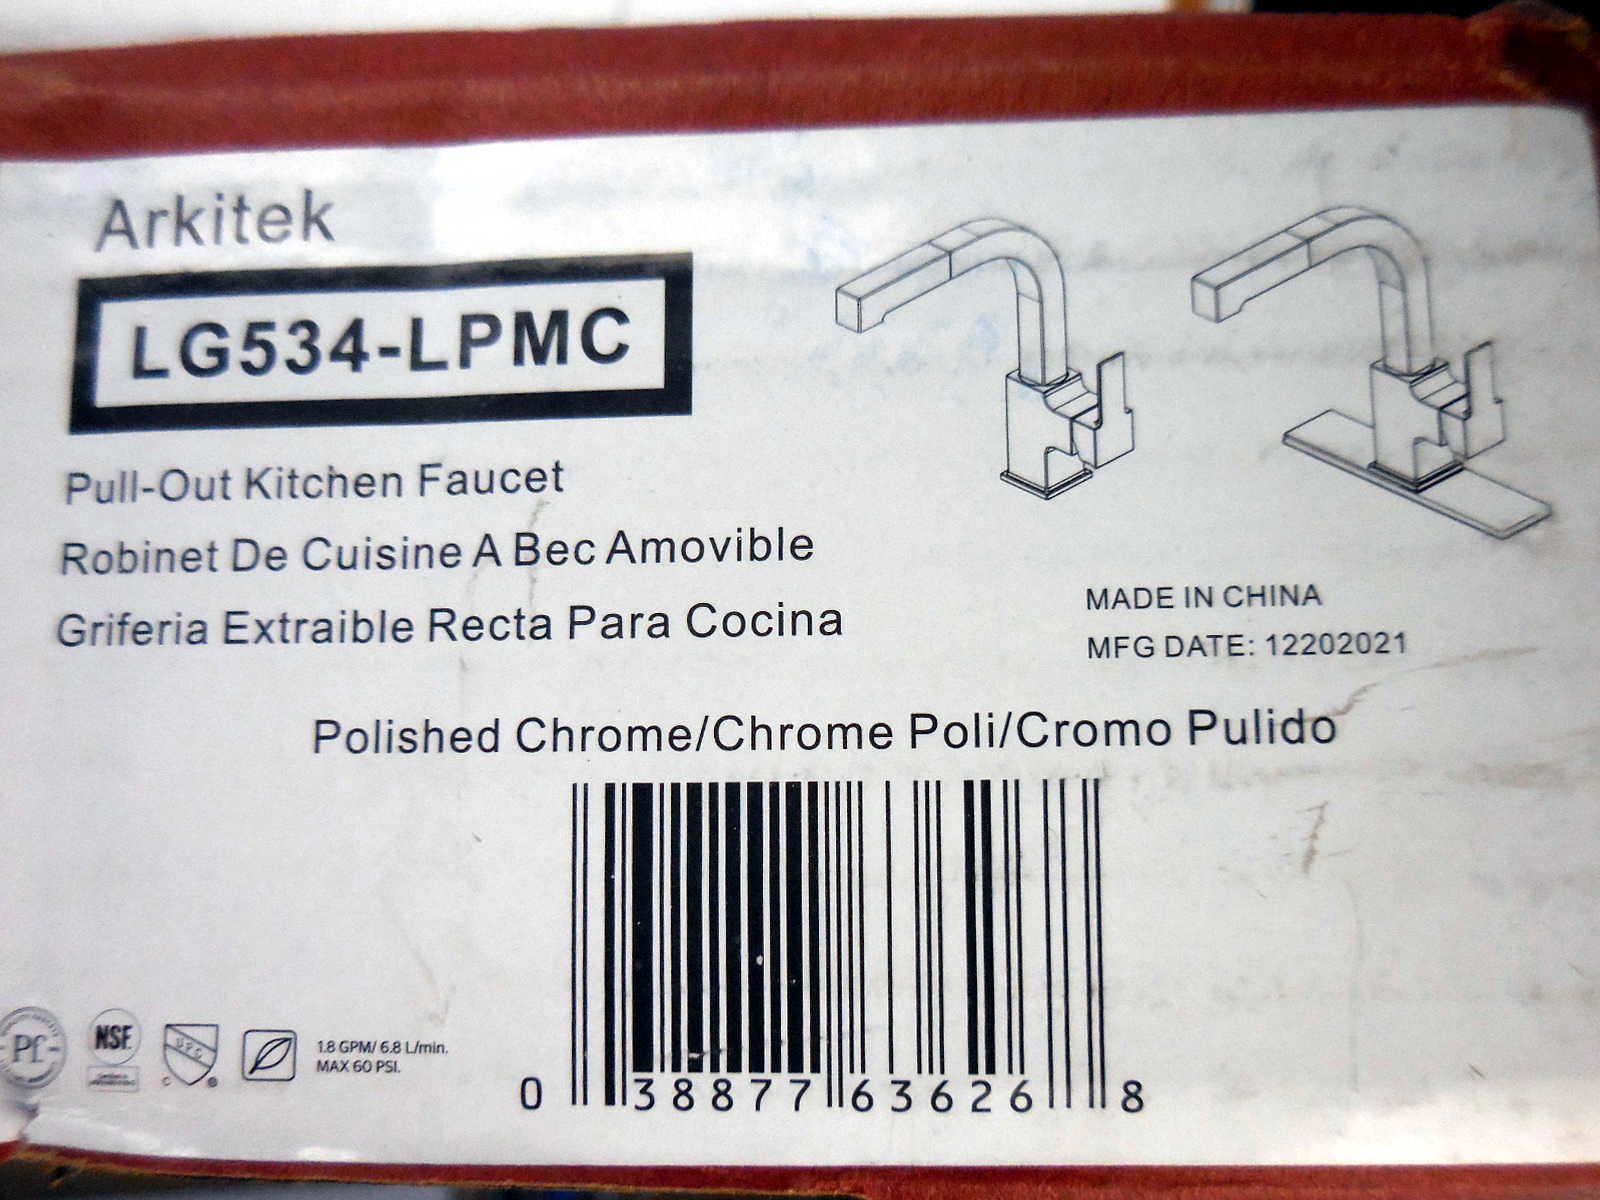 Arkitek
LG534-LPMC
Pull-Out Kitchen Faucet
Robinet De Cuisine A Bec Amovible
Griferia Extraible Recta Para Cocina
MADE IN CHINA
MFG DATE: 12202021
Polished Chrome/Chrome Poli/Cromo Pulido
Pf
NSF
UPC
C
1.8 GPM/ 6.8 L/min.
MAX 60 PSI.
0 38877 63626 8